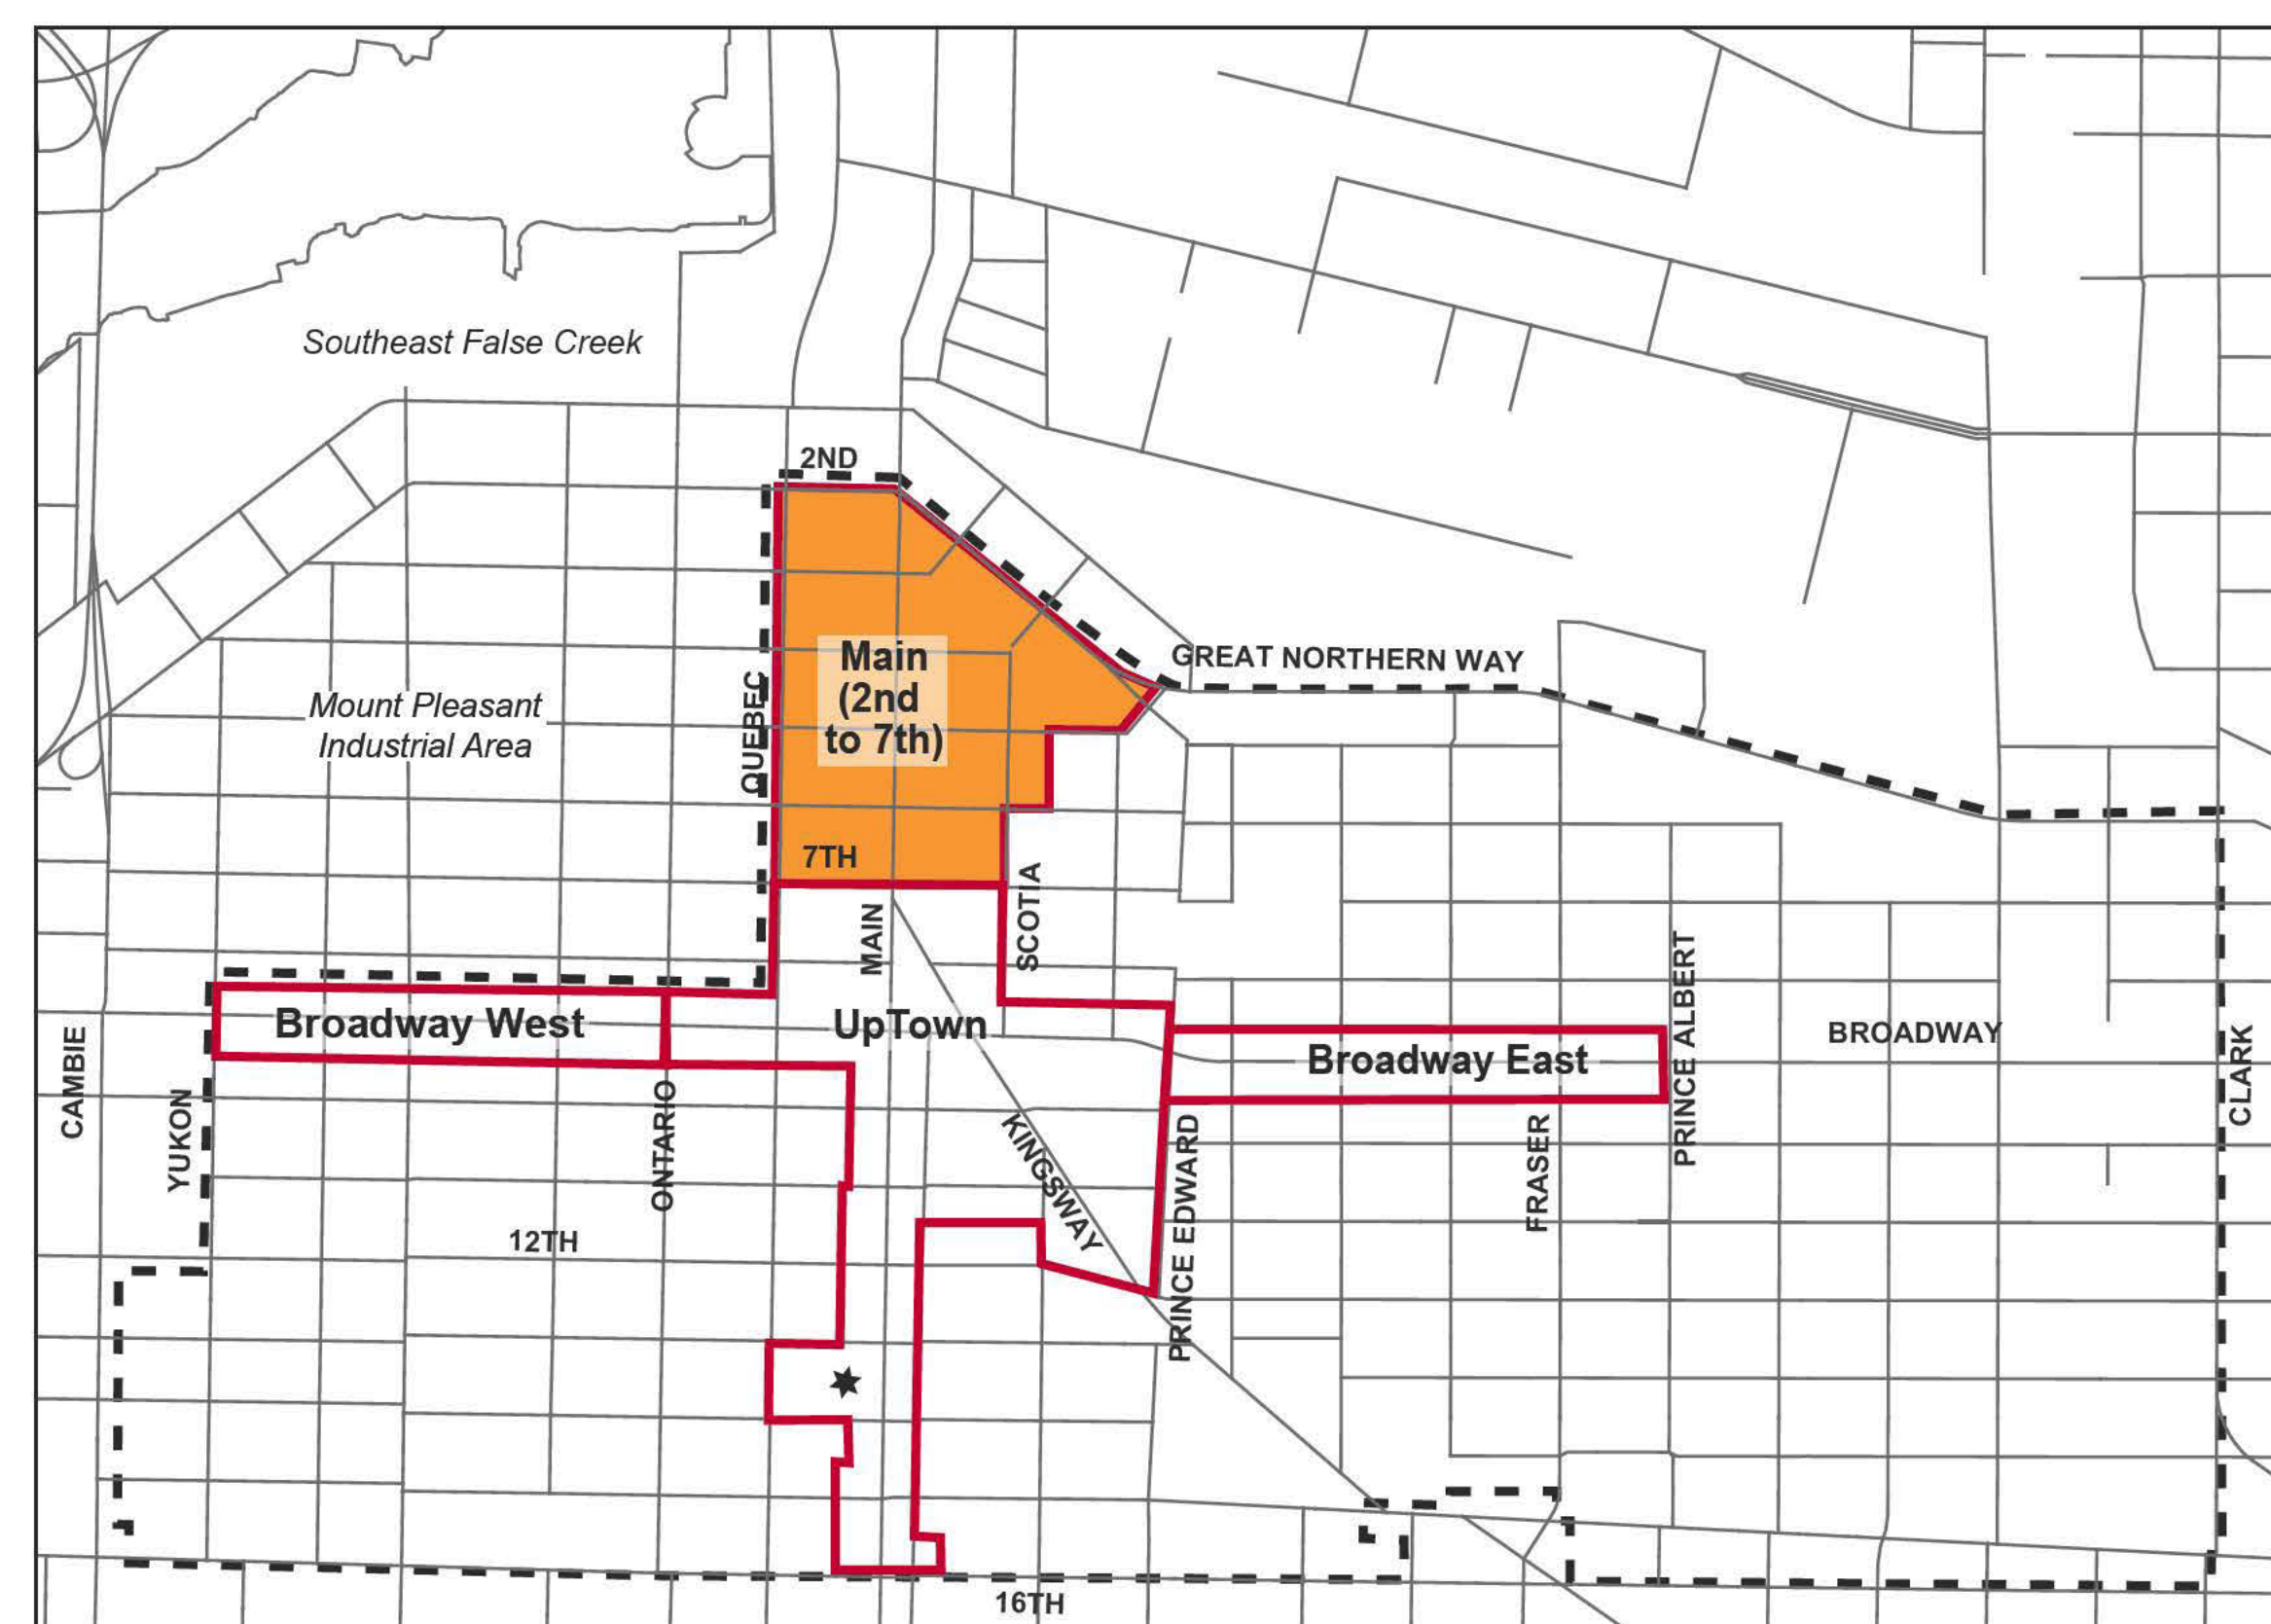 Southeast False Creek
2ND
Main
(2nd
to 7th)
GREAT NORTHERN WAY
QUEBEC
Mount Pleasant
Industrial Area
7TH
MAIN
SCOTIA
PRINCE ALBERT
Broadway West
UpTown
BROADWAY
Broadway East
CAMBIE
YUKON
ONTARIO
KINGSWAY
PRINCE EDWARD
FRASER
CLARK
12TH
16TH